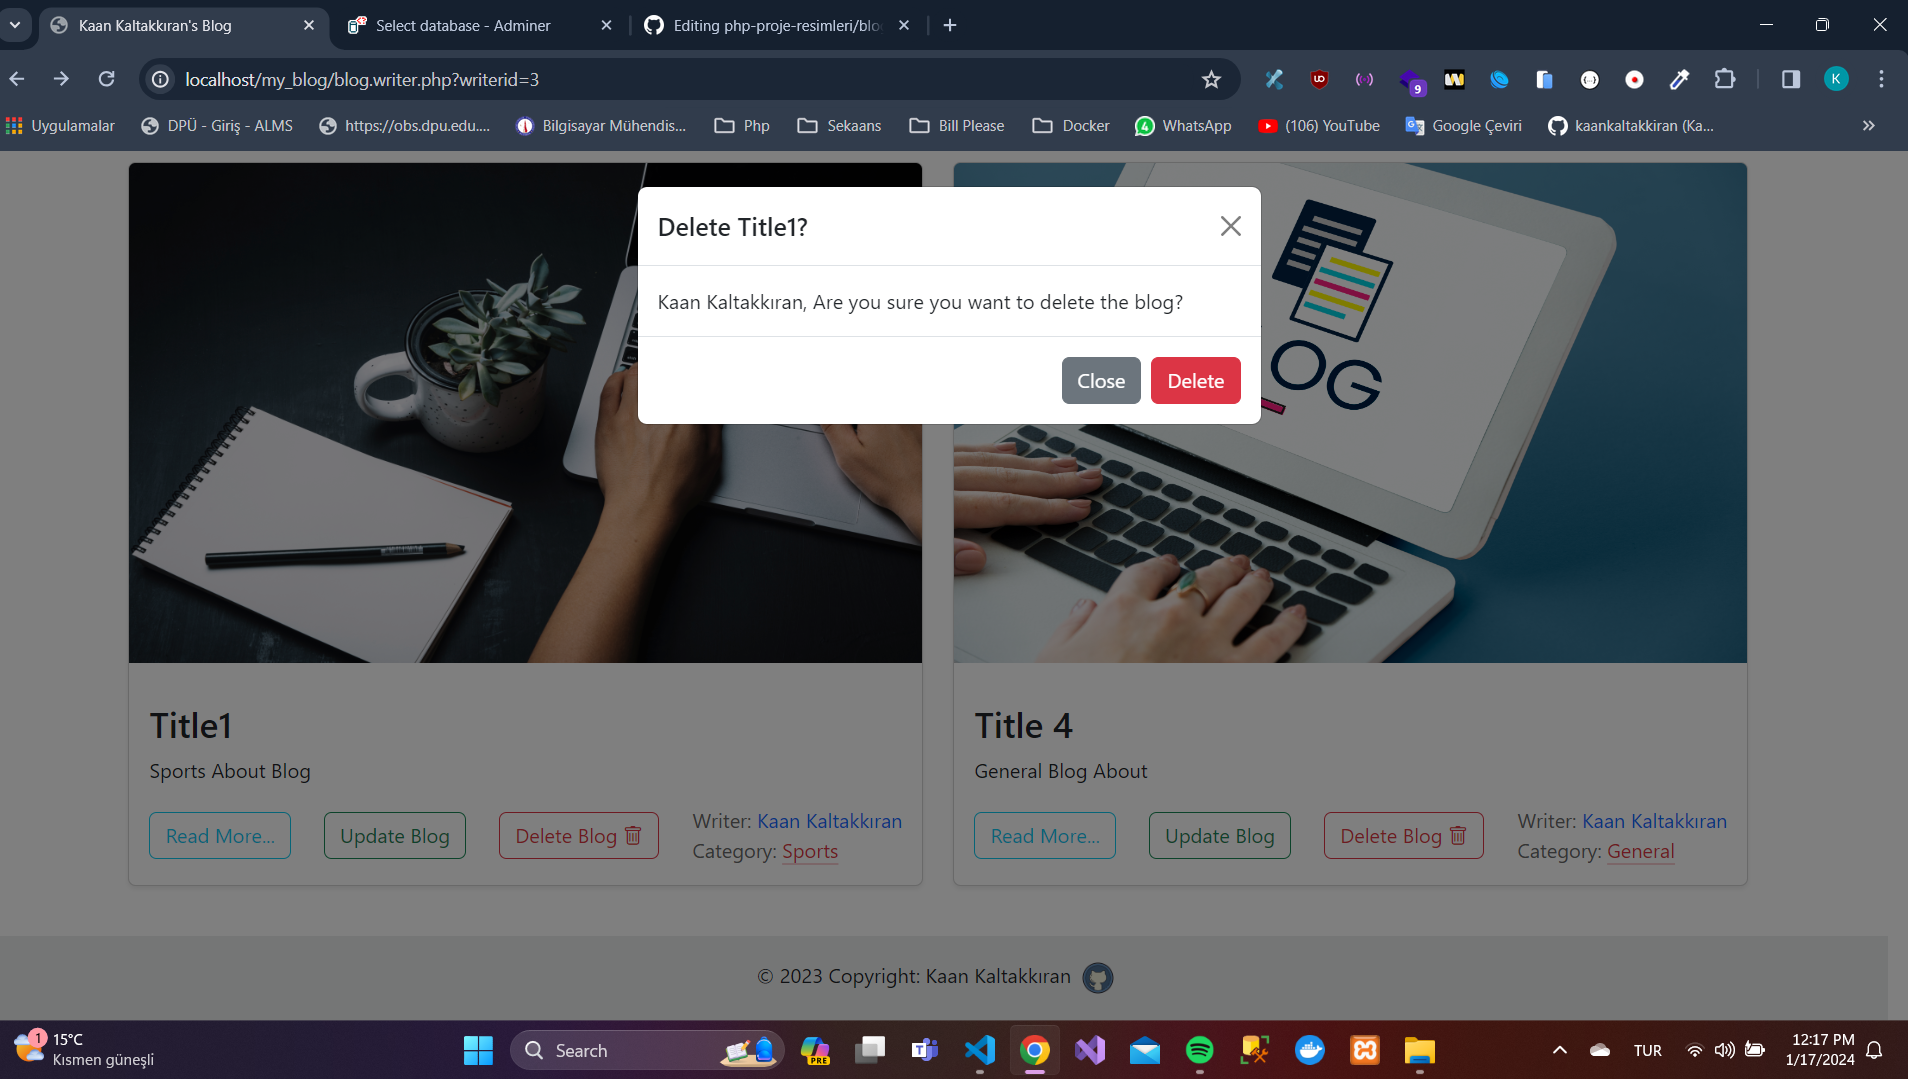 Kaan Kaltakkıran's Blog
Select database - Adminer
Editing php-proje-resimleri/blo
localhost/my_blog/blog.writer.php?writerid=3
9
K
Uygulamalar
DPÜ - Giriş - ALMS
https://obs.dpu.edu....
Bilgisayar Mühendis...
Php
Sekaans
Bill Please
Docker
4
WhatsApp
(106) YouTube
Google Çeviri
kaankaltakkiran (Ka...
Delete Title1?
Kaan Kaltakkıran, Are you sure you want to delete the blog?
OG
Close
Delete
Title1
Sports About Blog
Read More...
Update Blog
Delete Blog
Writer: Kaan Kaltakkıran
Category: Sports
Title 4
General Blog About
Read More...
Update Blog
Delete Blog
Writer: Kaan Kaltakkıran
Category: General
© 2023 Copyright: Kaan Kaltakkıran
1
15°C
Kısmen güneşli
Search
PRE
TUR
12:17 PM
1/17/2024